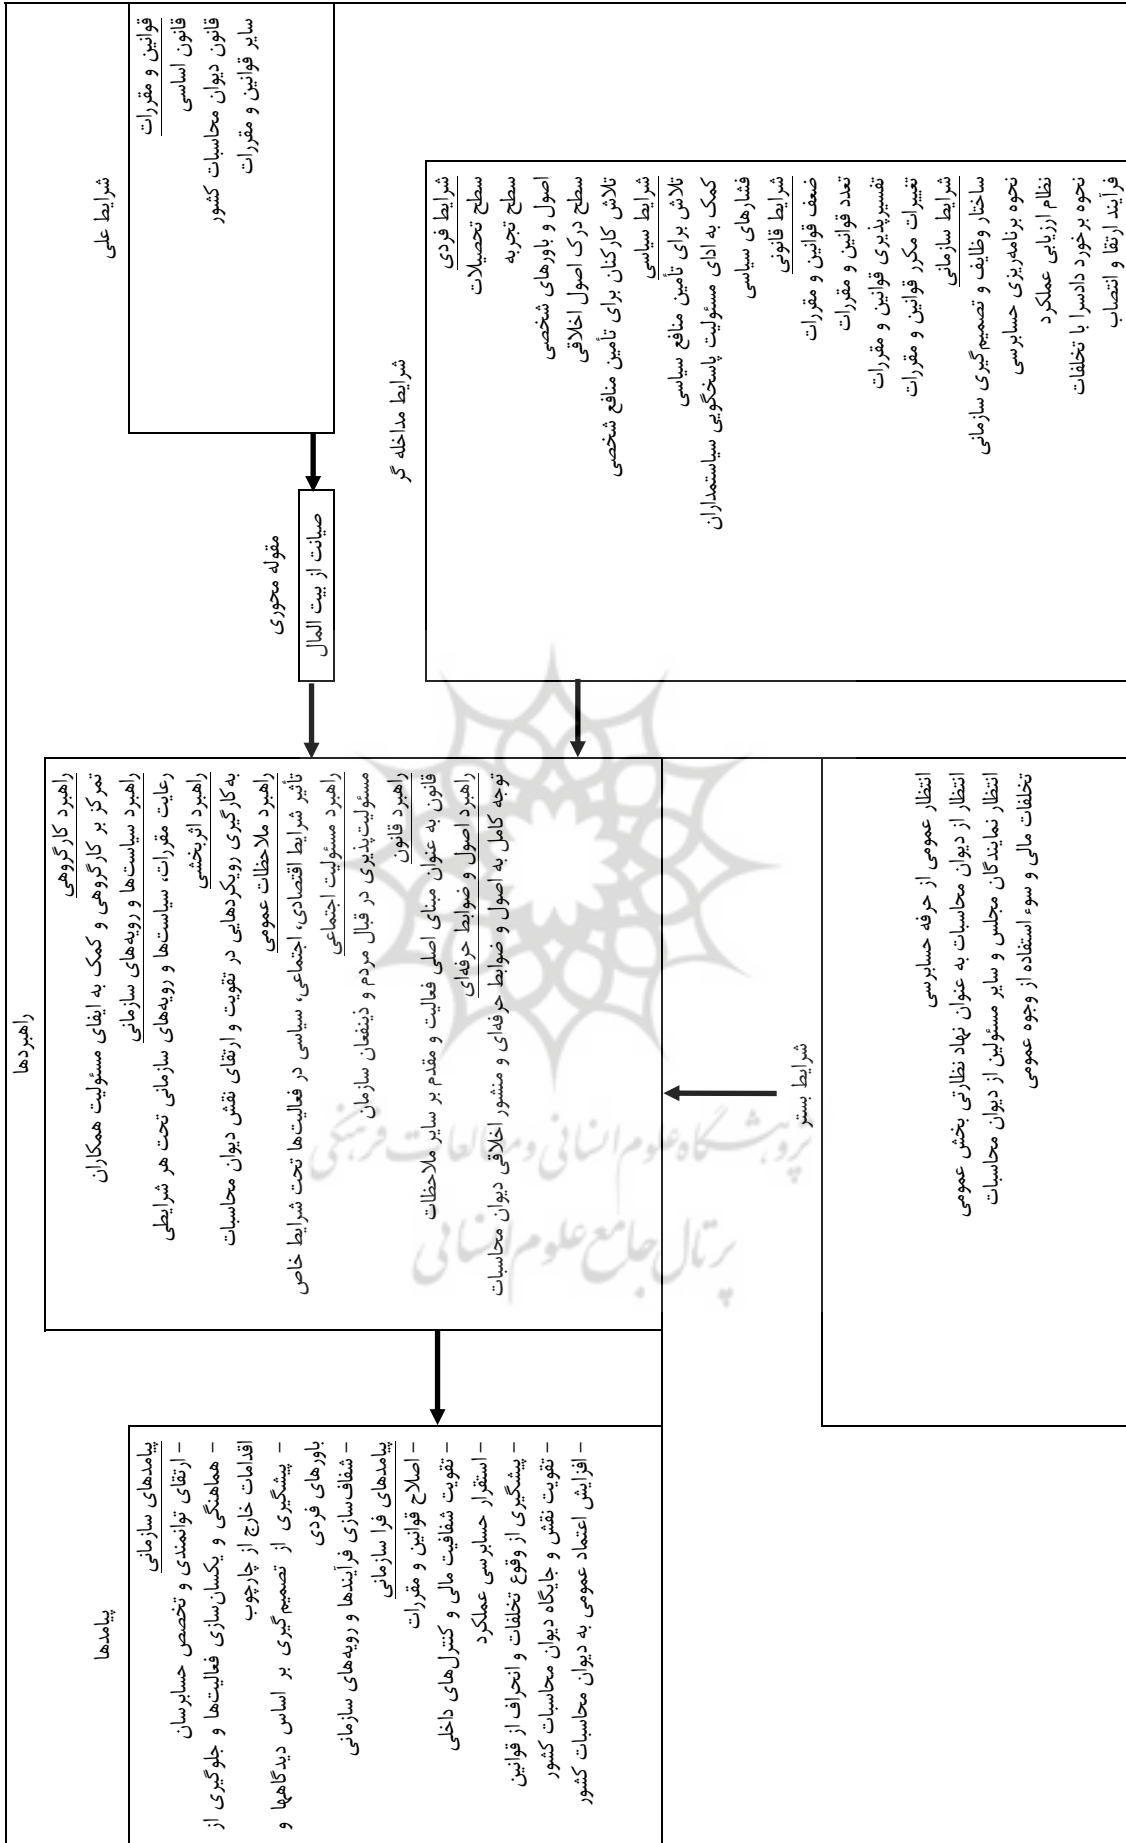 شرایط علی
قوانین و مقررات
قانون اساسی
قانون دیوان محاسبات کشور
سایر قوانین و مقررات
مقوله محوری
صیانت از بیت المال
شرایط مداخله گر
شرایط فردی
سطح تحصیلات
سطح تجربه
اصول و باورهای شخصی
سطح درک اصول اخلاقی
تلاش کارکنان برای تأمین منافع شخصی
شرایط سیاسی
تلاش برای تأمین منافع سیاسی
کمک به ادای مسئولیت پاسخگویی سیاستمداران
فشارهای سیاسی
شرایط قانونی
ضعف قوانین و مقررات
تعدد قوانین و مقررات
تفسیرپذیری قوانین و مقررات
تغییرات مکرر قوانین و مقررات
شرایط سازمانی
ساختار وظایف و تصمیم‌گیری سازمانی
نحوه برنامه‌ریزی حسابرسی
نظام ارزیابی عملکرد
نحوه برخورد دادسرا با تخلفات
فرآیند ارتقا و انتصاب
راهبردها
راهبرد کارگروهی
تمرکز بر کارگروهی و کمک به ایفای مسئولیت همکاران
راهبرد سیاست‌ها و رویه‌های سازمانی
رعایت مقررات، سیاست‌ها و رویه‌های سازمانی تحت هر شرایطی
راهبرد اثربخشی
به‌کارگیری رویکردهایی در تقویت و ارتقای نقش دیوان محاسبات
راهبرد ملاحظات عمومی
تأثیر شرایط اقتصادی، اجتماعی، سیاسی در فعالیت‌ها تحت شرایط خاص
راهبرد مسئولیت اجتماعی
مسئولیت‌پذیری در قبال مردم و ذینفعان سازمان
راهبرد قانون
قانون به عنوان مبنای اصلی فعالیت و مقدم بر سایر ملاحظات
راهبرد اصول و ضوابط حرفه‌ای
توجه کامل به اصول و ضوابط حرفه‌ای و منشور اخلاقی دیوان محاسبات
شرایط بستر
انتظار عمومی از حرفه حسابرسی
انتظار از دیوان محاسبات به عنوان نهاد نظارتی بخش عمومی
انتظار نمایندگان مجلس و سایر مسئولین از دیوان محاسبات
تخلفات مالی و سوء استفاده از وجوه عمومی
پیامدها
پیامدهای سازمانی
- ارتقای توانمندی و تخصص حسابرسان
- هماهنگی و یکسان‌سازی فعالیت‌ها و جلوگیری از
اقدامات خارج از چارچوب
- پیشگیری از تصمیم‌گیری بر اساس دیدگاهها و
باورهای فردی
- شفاف‌سازی فرآیندها و رویه‌های سازمانی
پیامدهای فرا سازمانی
- اصلاح قوانین و مقررات
- تقویت شفافیت مالی و کنترل‌های داخلی
- استقرار حسابرسی عملکرد
- پیشگیری از وقوع تخلفات و انحراف از قوانین
- تقویت نقش و جایگاه دیوان محاسبات کشور
- افزایش اعتماد عمومی به دیوان محاسبات کشور
پژوهشگاه علوم انسانی و مطالعات فرهنگی
پرتال جامع علوم انسانی